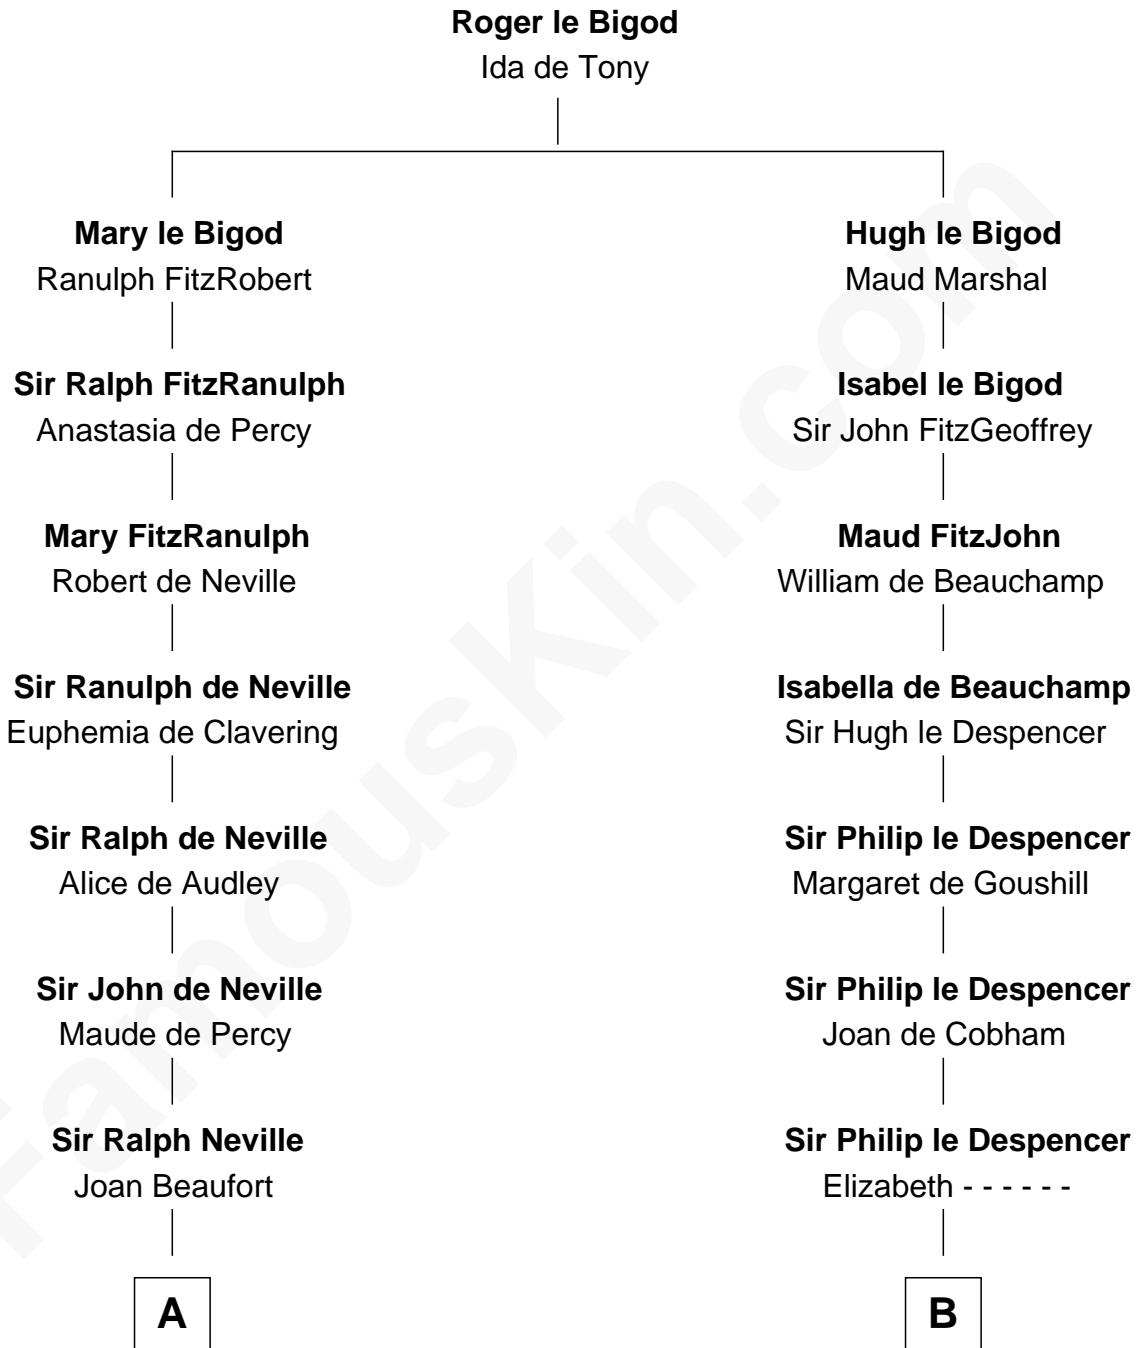 Roger le Bigod
Ida de Tony
Mary le Bigod
Ranulph FitzRobert
Hugh le Bigod
Maud Marshal
Sir Ralph FitzRanulph
Anastasia de Percy
Isabel le Bigod
Sir John FitzGeoffrey
Mary FitzRanulph
Robert de Neville
Maud FitzJohn
William de Beauchamp
Sir Ranulph de Neville
Euphemia de Clavering
Isabella de Beauchamp
Sir Hugh le Despencer
Sir Ralph de Neville
Alice de Audley
Sir Philip le Despencer
Margaret de Goushill
Sir John de Neville
Maude de Percy
Sir Philip le Despencer
Joan de Cobham
Sir Ralph Neville
Joan Beaufort
Sir Philip le Despencer
Elizabeth - - - - - -
A
B
FamousKin.com